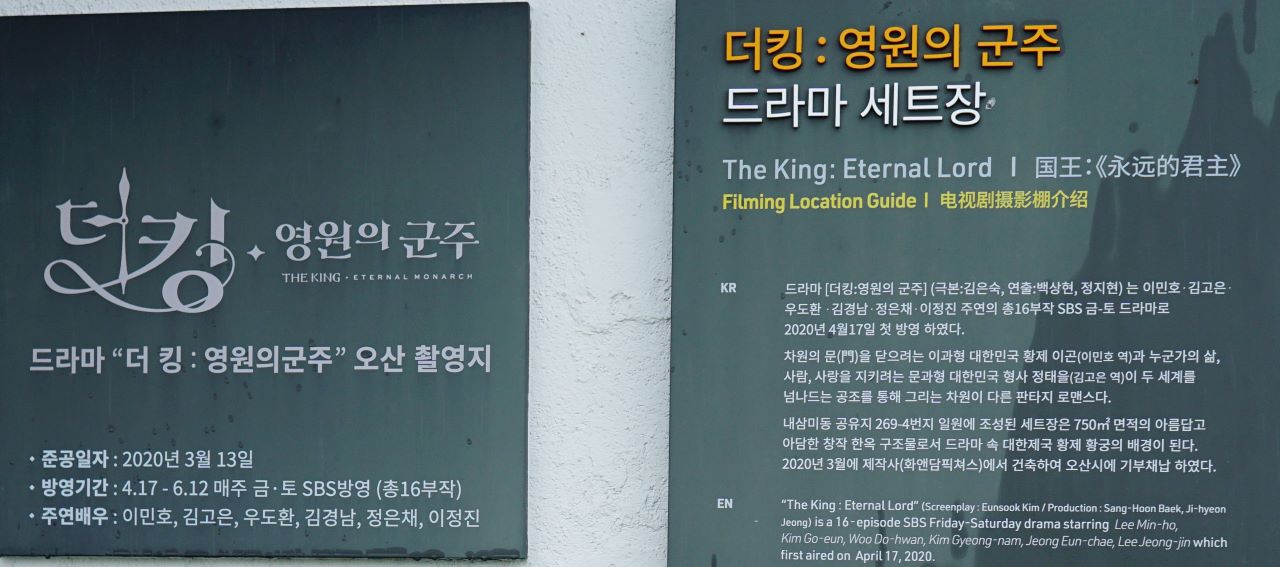 더킹 영원의 군주
THE KING · ETERNAL MONARCH
드라마 “더 킹 : 영원의군주” 오산 촬영지
· 준공일자 : 2020년 3월 13일
· 방영기간 : 4.17 - 6.12 매주 금·토 SBS방영 (총16부작)
· 주연배우 : 이민호, 김고은, 우도환, 김경남, 정은채, 이정진
더킹 : 영원의 군주
드라마 세트장
The King: Eternal Lord I 国王:《永远的君主》
Filming Location Guide I 电视剧摄影棚介绍
KR
드라마 [더킹:영원의 군주] (극본:김은숙, 연출:백상현, 정지현) 는 이민호·김고은·
우도환·김경남·정은채·이정진 주연의 총16부작 SBS 금-토 드라마로
2020년 4월17일 첫 방영 하였다.
차원의 문(門)을 닫으려는 이과형 대한민국 황제 이곤(이민호 역)과 누군가의 삶,
사람, 사랑을 지키려는 문과형 대한민국 형사 정태을(김고은 역)이 두 세계를
넘나드는 공조를 통해 그리는 차원이 다른 판타지 로맨스다.
내삼미동 공유지 269-4번지 일원에 조성된 세트장은 750㎡ 면적의 아름답고
아담한 창작 한옥 구조물로서 드라마 속 대한제국 황제 황궁의 배경이 된다.
2020년 3월에 제작사(화앤담픽쳐스)에서 건축하여 오산시에 기부채납 하였다.
EN
“The King : Eternal Lord” (Screenplay : Eunsook Kim / Production : Sang-Hoon Baek, Ji-hyeon
Jeong) is a 16-episode SBS Friday-Saturday drama starring Lee Min-ho,
Kim Go-eun, Woo Do-hwan, Kim Gyeong-nam, Jeong Eun-chae, Lee Jeong-jin which
first aired on April 17, 2020.